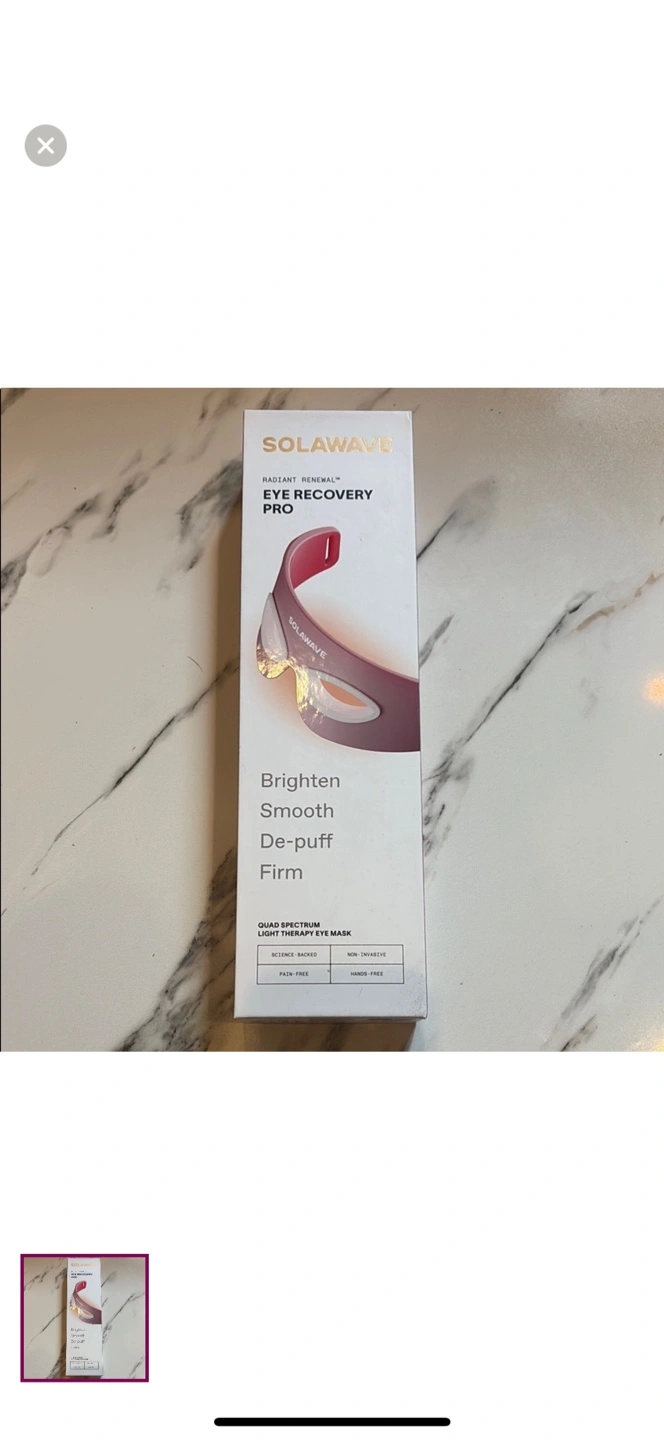 SOLAWAVE
RADIANT RENEWAL™
EYE RECOVERY
PRO
SOLAWAVE
Brighten
Smooth
De-puff
Firm
QUAD SPECTRUM
LIGHT THERAPY EYE MASK
SCIENCE-BACKED
NON-INVASIVE
PAIN-FREE
HANDS-FREE